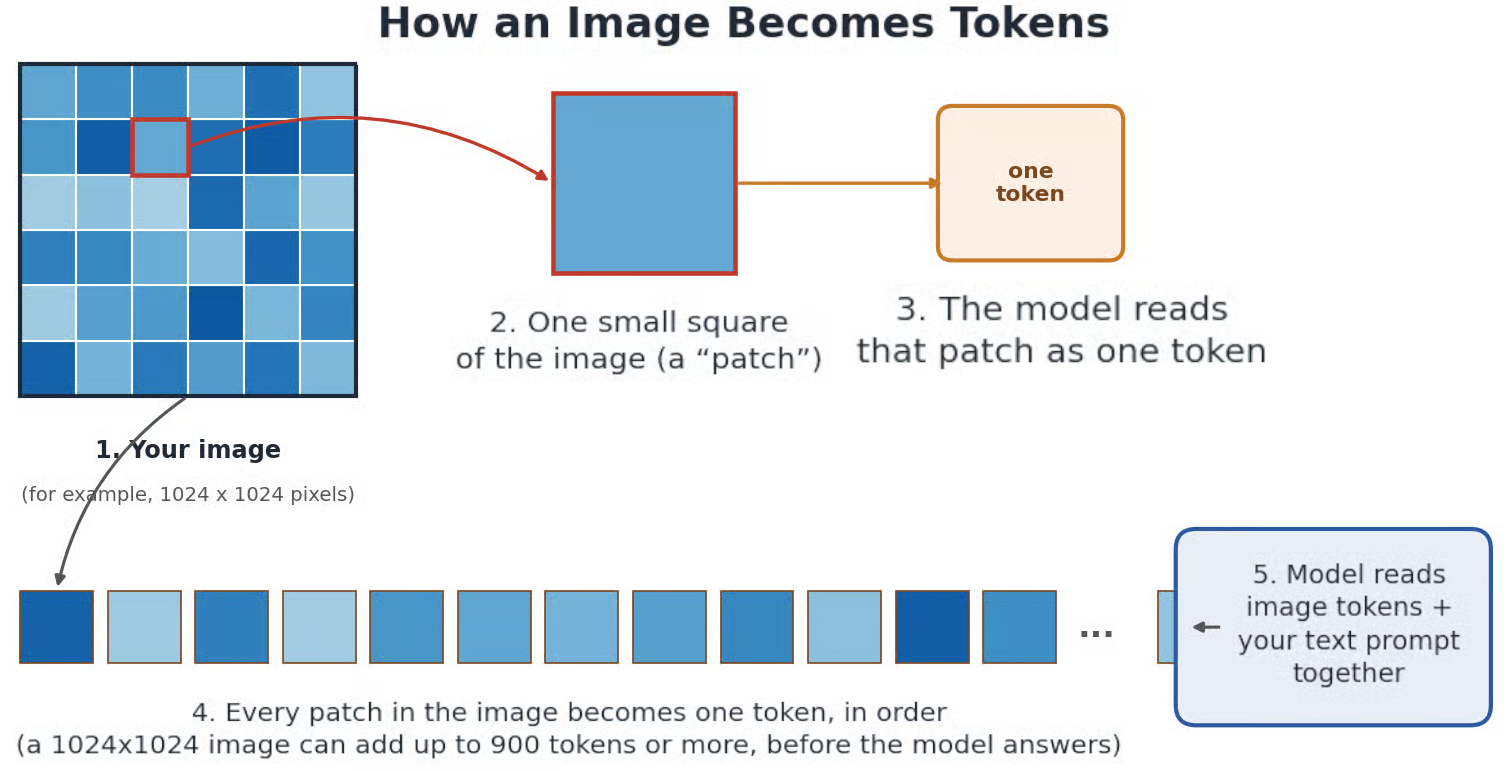 How an Image Becomes Tokens
one
token
2. One small square
of the image (a “patch”)
3. The model reads
that patch as one token
1. Your image
(for example, 1024 x 1024 pixels)
...
5. Model reads
image tokens +
your text prompt
together
4. Every patch in the image becomes one token, in order
(a 1024x1024 image can add up to 900 tokens or more, before the model answers)